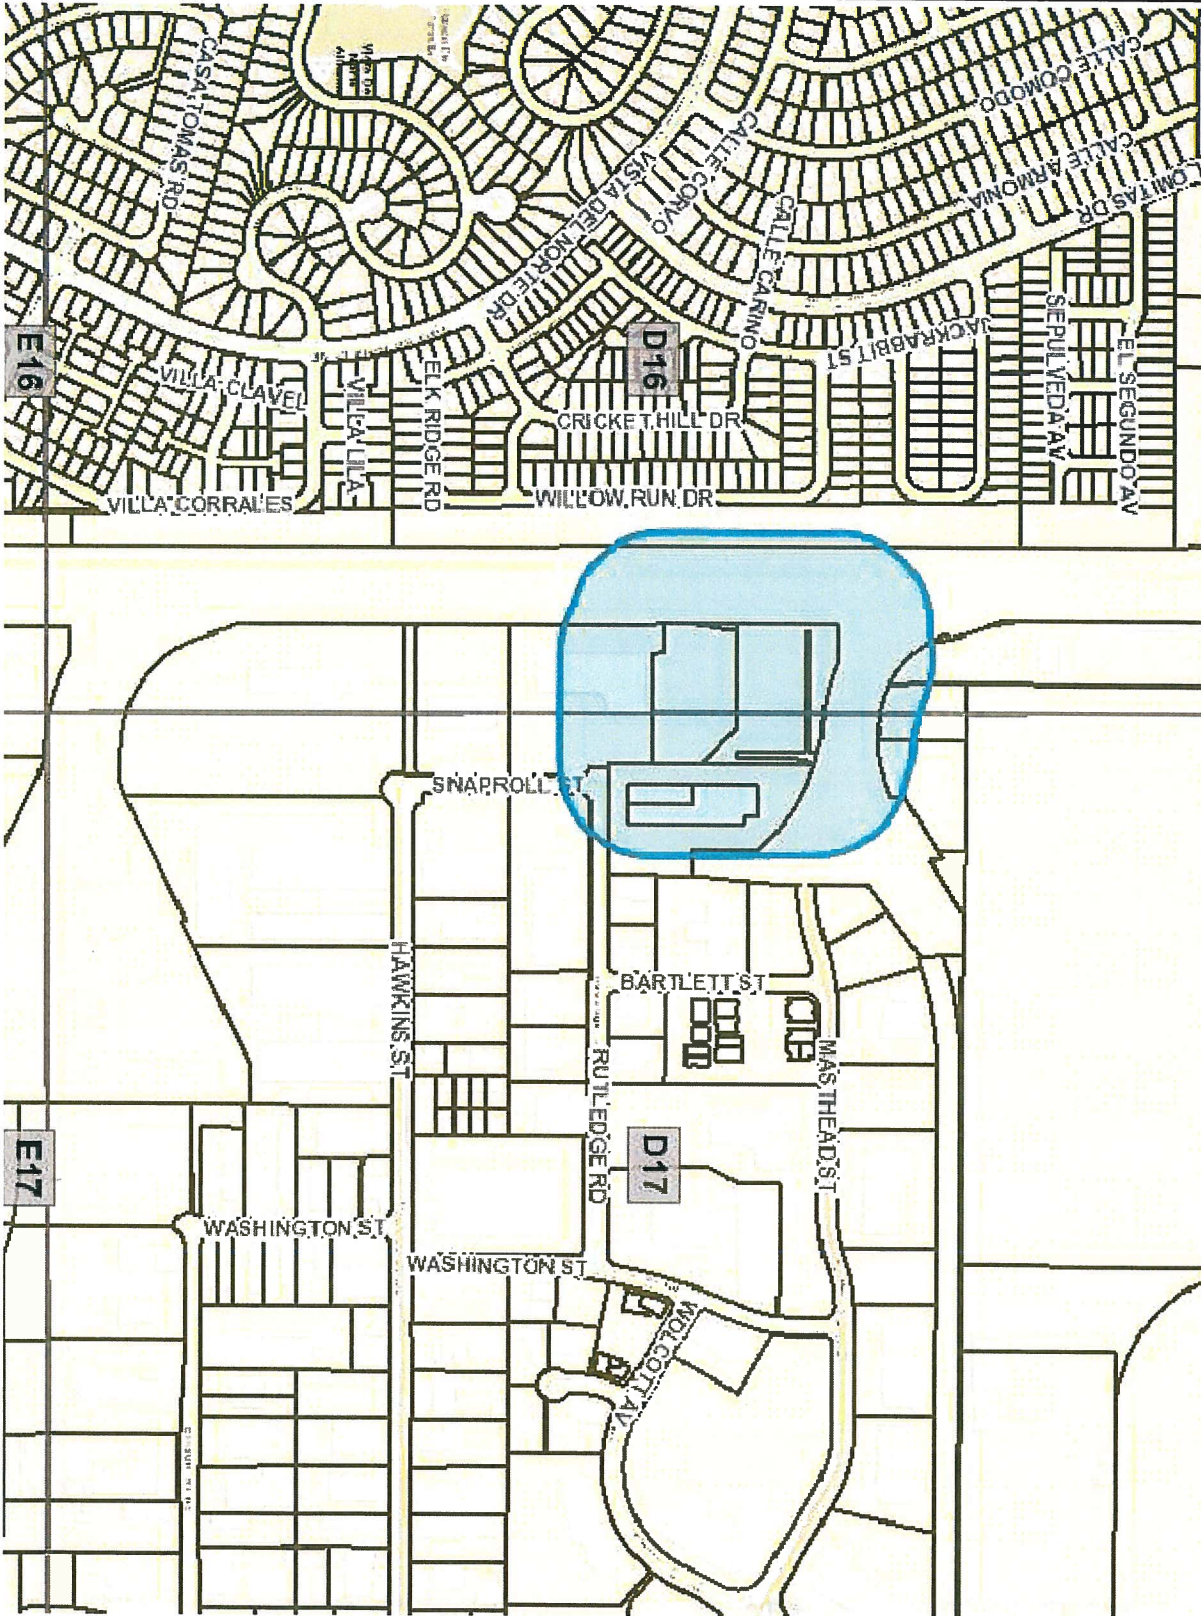 CASA TOMAS RD
CALLE COMODO
CALLE CORVO
CALLE ARMONIA
VISTA DEL NORTE DR
CALLE CARINO
LOMITAS DR
E16
D16
JACKRABBIT ST
SEPULVEDA AV
EL SEGUNDO AV
VILLA CLAVEL
VILLA LILA
ELK RIDGE RD
CRICKET HILL DR
VILLA CORRALES
WILLOW RUN DR
SNAPROLL ST
HAWKINS ST
BARTLETT ST
RUTLEDGE RD
MASTHEAD ST
E17
D17
WASHINGTON ST
WASHINGTON ST
WOLCOTT AV